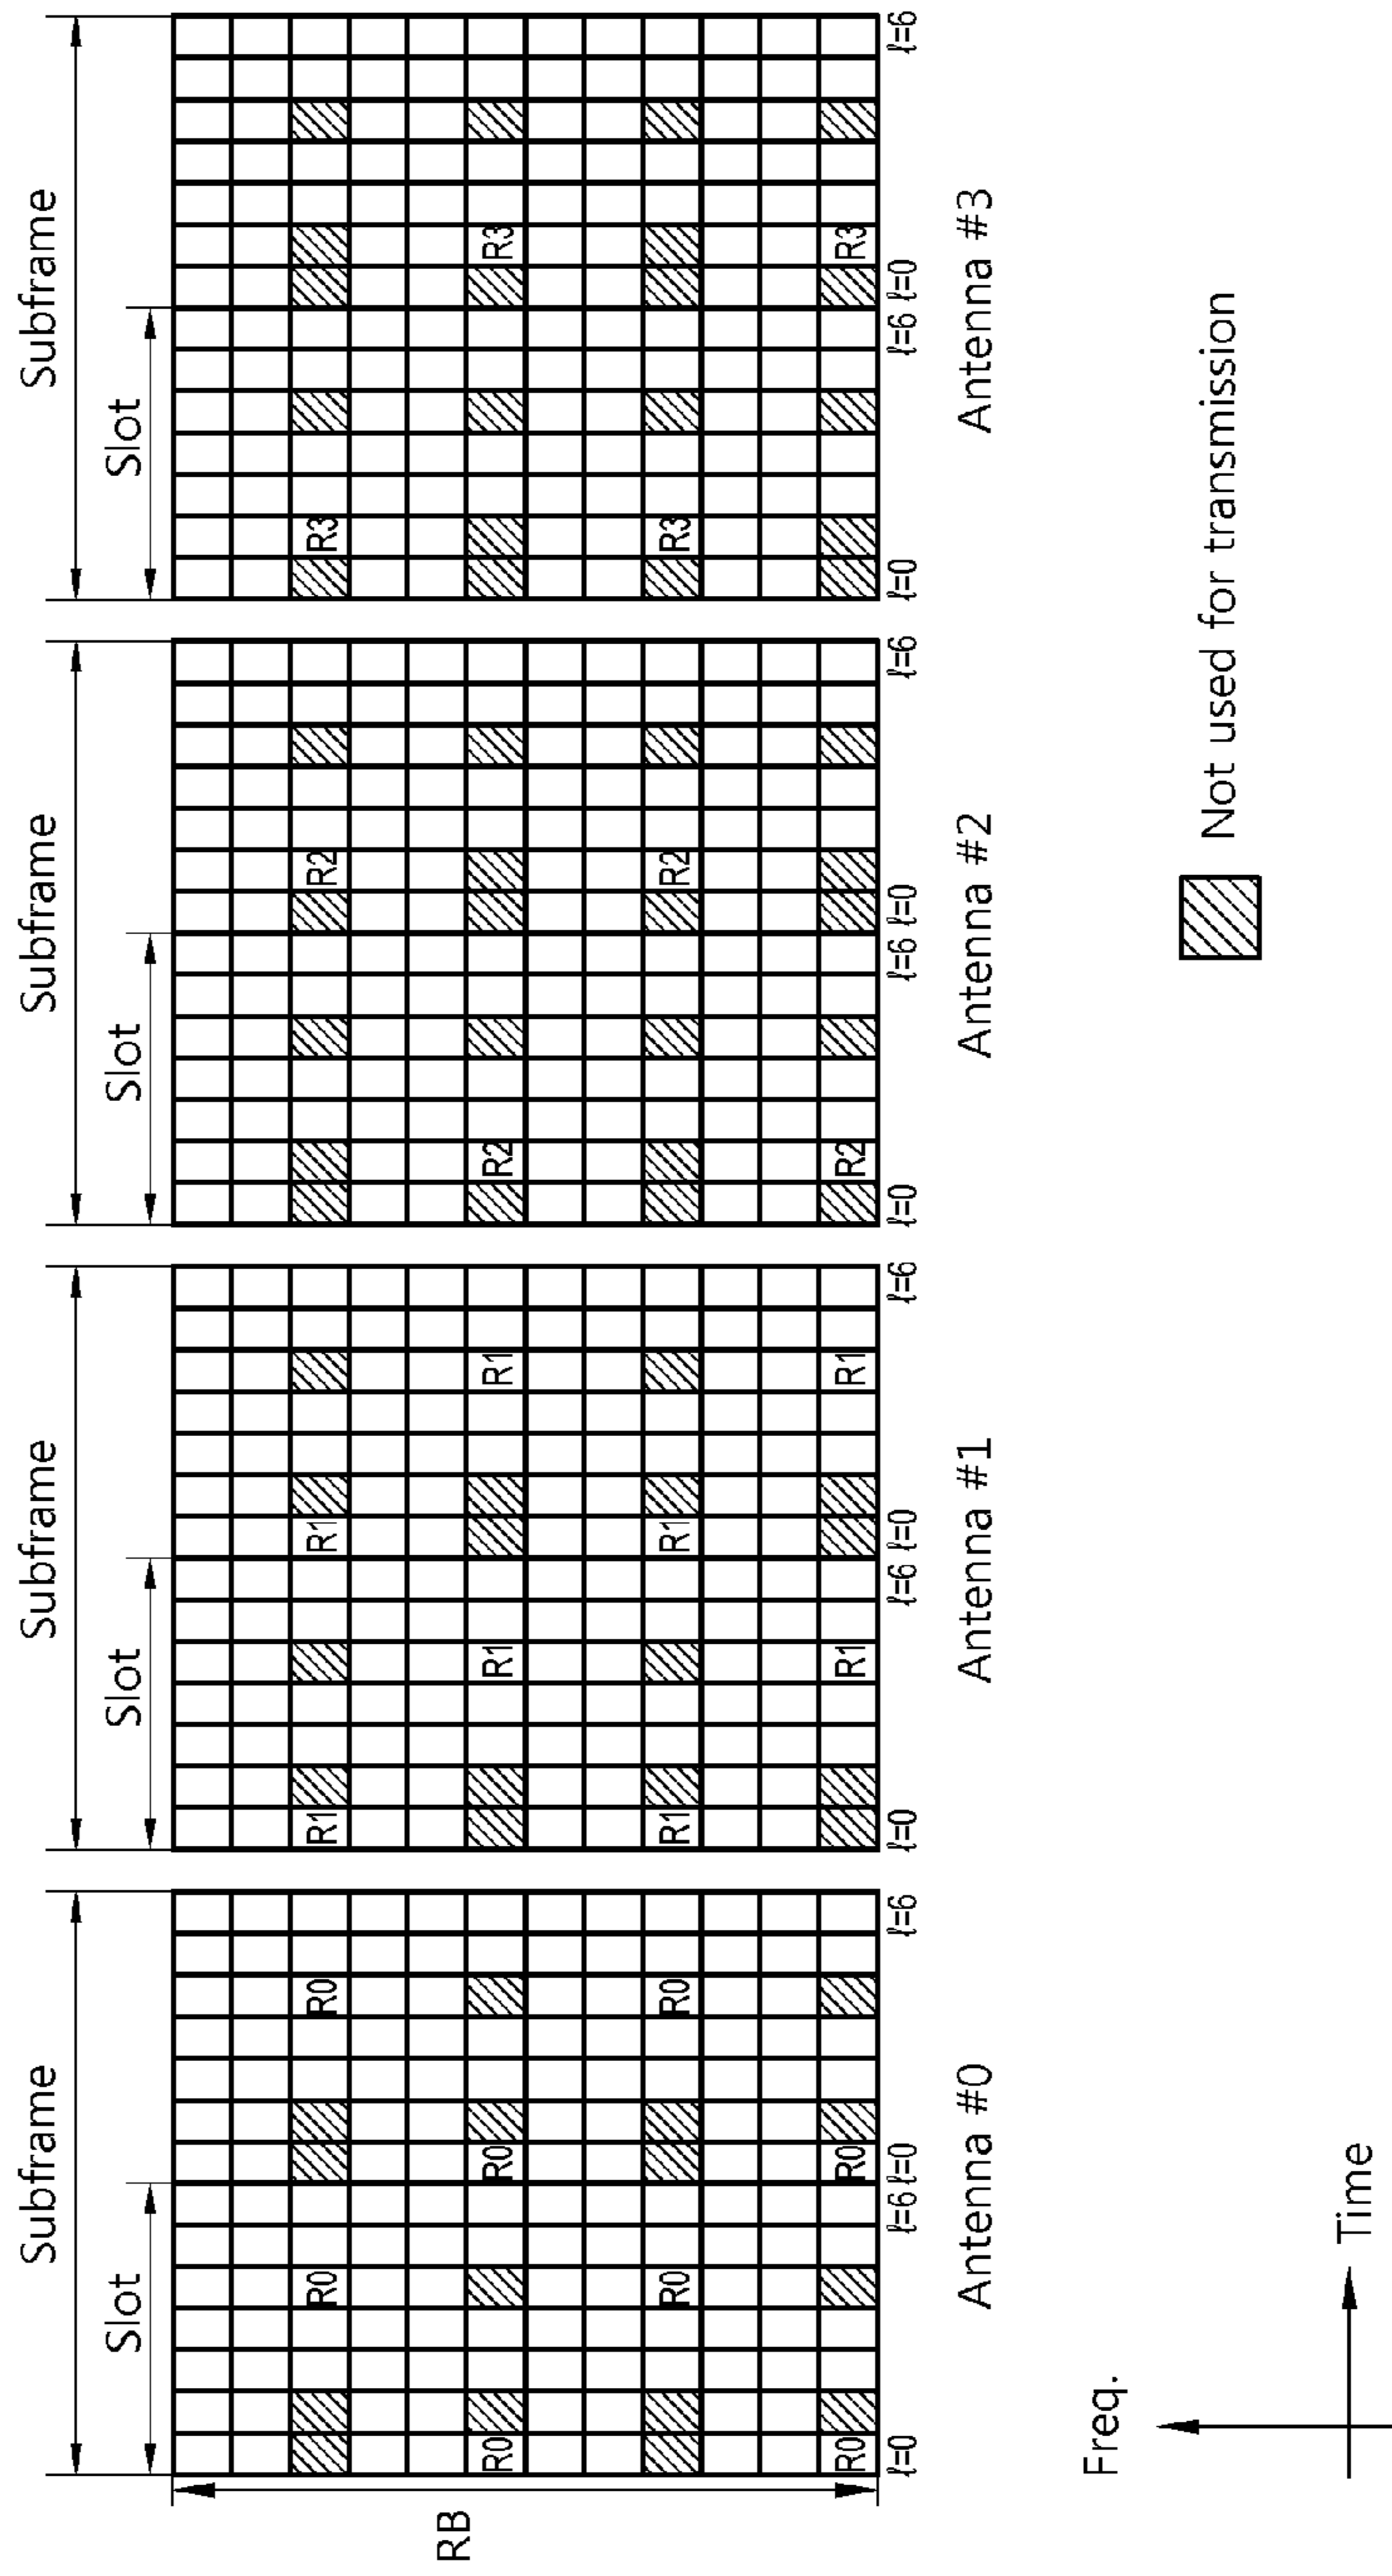 Subframe Subframe Subframe Subframe
Slot Slot Slot Slot
R0 R0 R1 R1 R2 R3
RB
R0 R0 R1 R1 R2 R3
R0 R0 R1 R1 R2 R3
R0 R0 R1 R1 R2 R3
ℓ=0 ℓ=6 ℓ=0 ℓ=6 ℓ=0 ℓ=6 ℓ=0 ℓ=6 ℓ=0 ℓ=6 ℓ=0 ℓ=6 ℓ=0 ℓ=6 ℓ=0 ℓ=6
Antenna #0 Antenna #1 Antenna #2 Antenna #3
Freq.
Not used for transmission
Time